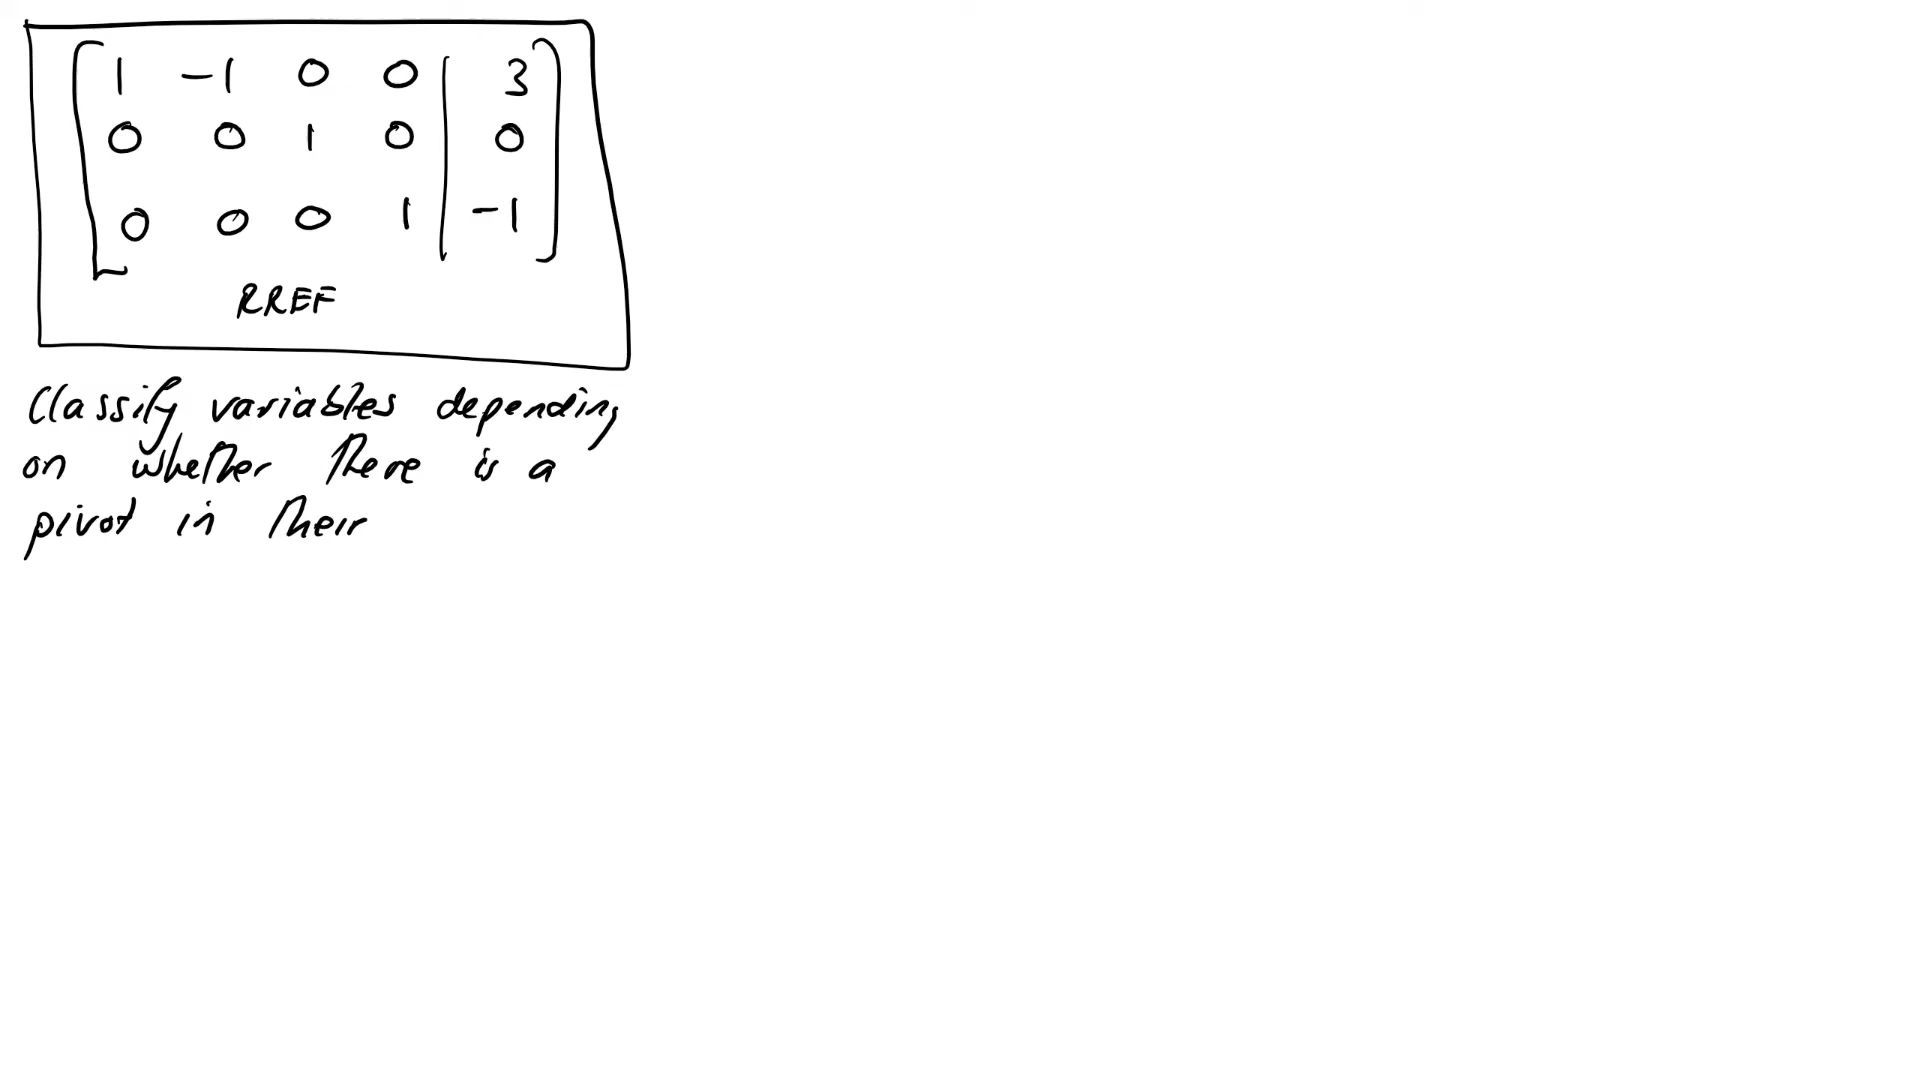 1 -1 0 0 | 3
0 0 1 0 | 0
0 0 0 1 | -1
RREF
Classify variables depending
on whether there is a
pivot in their